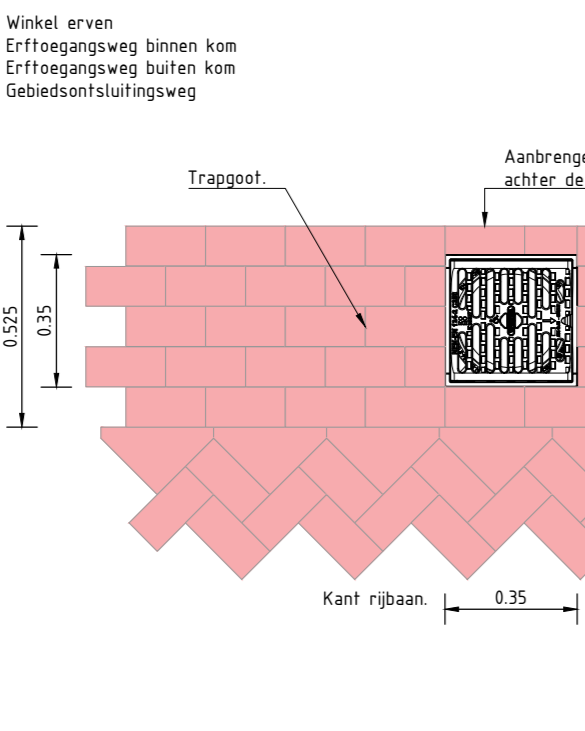 Winkel erven
Erftoegangsweg binnen kom
Erftoegangsweg buiten kom
Gebiedsontsluitingsweg
Aanbrenge
achter de
Trapgoot.
0.525
0.35
Kant rijbaan.
0.35